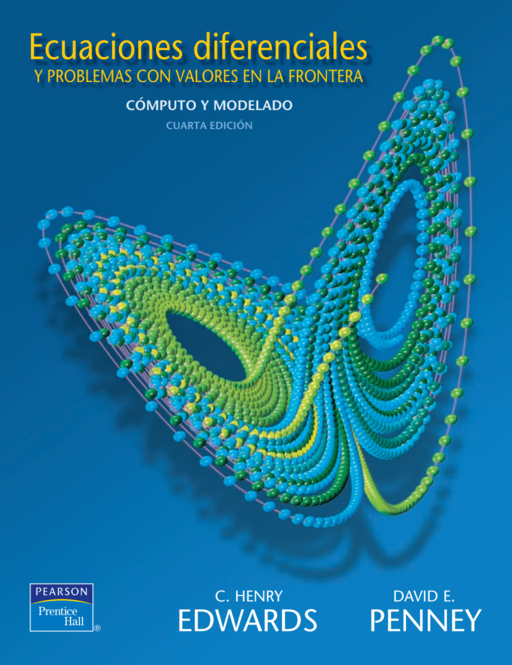 Ecuaciones diferenciales
Y PROBLEMAS CON VALORES EN LA FRONTERA
CÓMPUTO Y MODELADO
CUARTA EDICIÓN
PEARSON
Prentice
Hall
®
C. HENRY
EDWARDS
DAVID E.
PENNEY